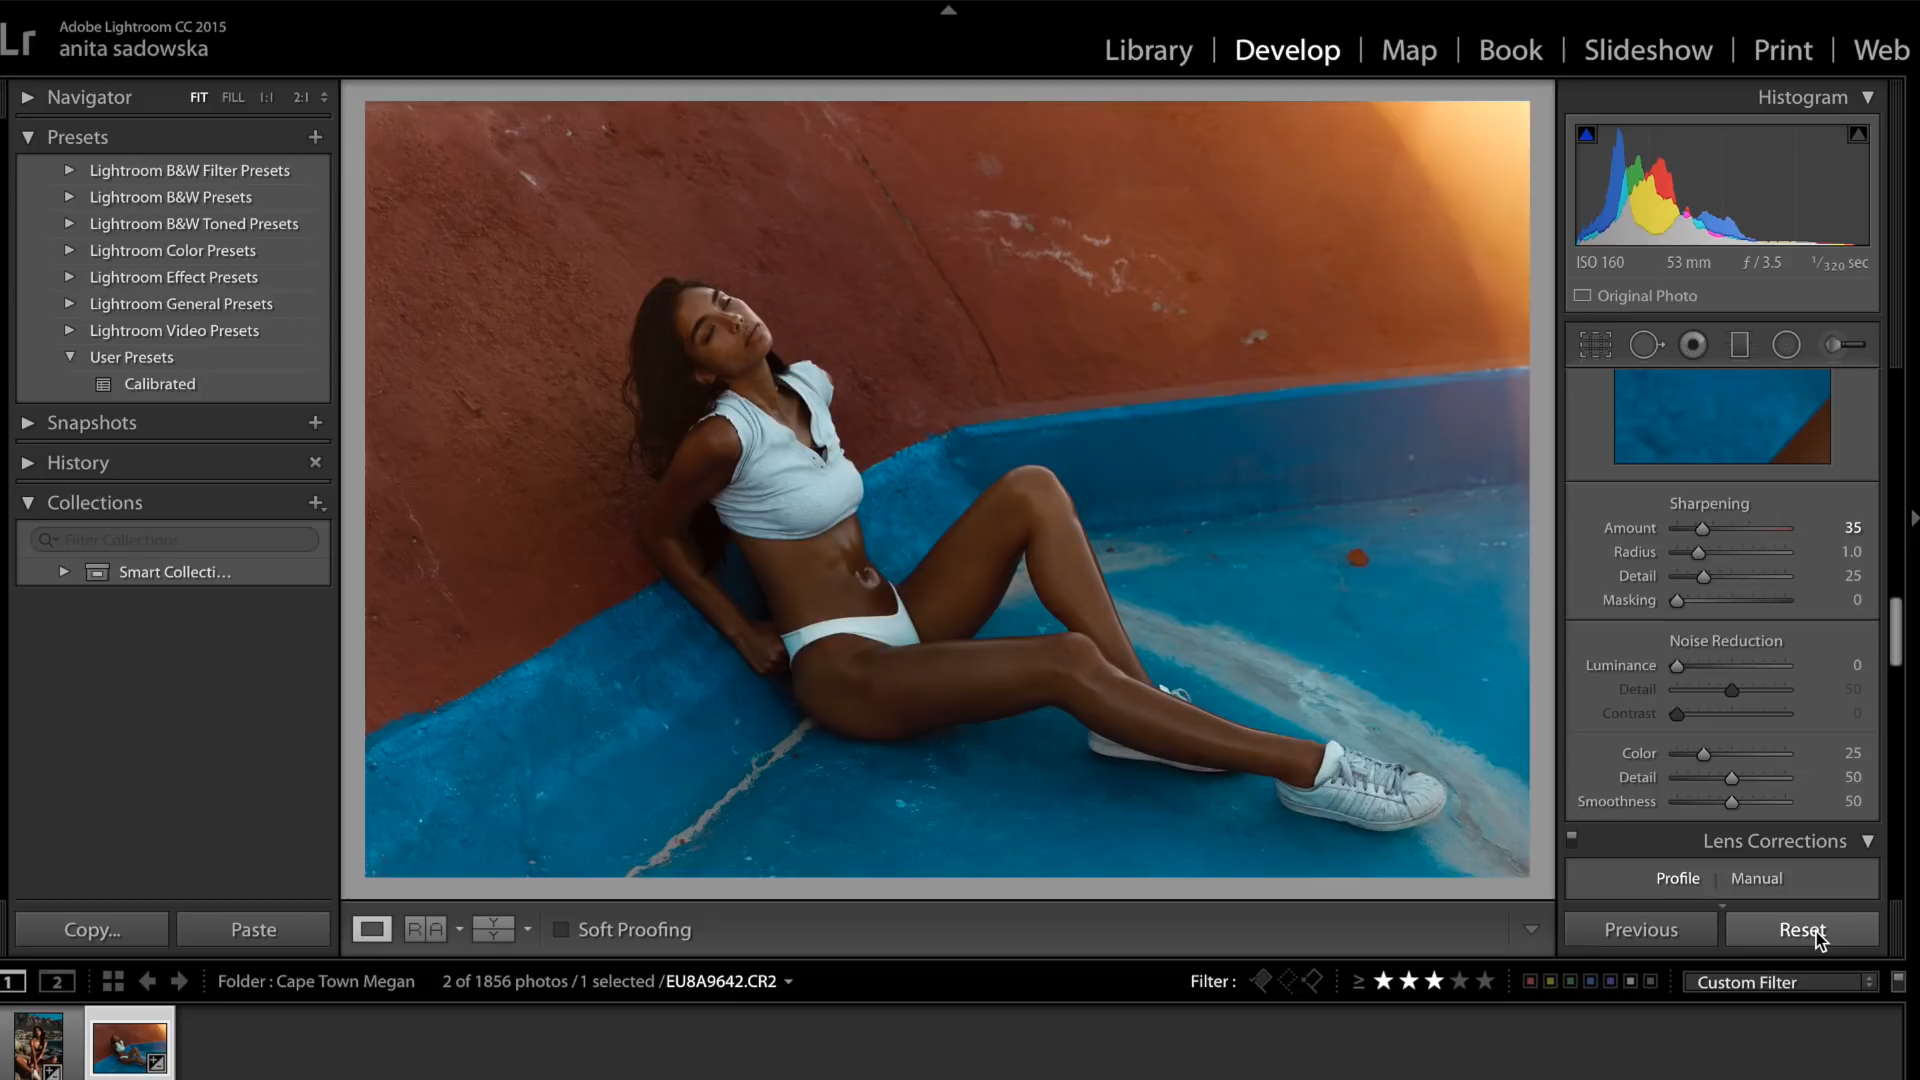 Lr
Adobe Lightroom CC 2015
anita sadowska
Library | Develop | Map | Book | Slideshow | Print | Web
Navigator FIT FILL 1:1 2:1
Presets
Lightroom B&W Filter Presets
Lightroom B&W Presets
Lightroom B&W Toned Presets
Lightroom Color Presets
Lightroom Effect Presets
Lightroom General Presets
Lightroom Video Presets
User Presets
Calibrated
Snapshots
History
Collections
Filter Collections
Smart Collecti...
Copy... Paste
R A Y Y Soft Proofing
Histogram
ISO 160 53 mm ƒ / 3.5 1/320 sec
Original Photo
Sharpening
Amount 35
Radius 1.0
Detail 25
Masking 0
Noise Reduction
Luminance 0
Detail 50
Contrast 0
Color 25
Detail 50
Smoothness 50
Lens Corrections
Profile | Manual
Previous Reset
1 2 Folder : Cape Town Megan 2 of 1856 photos /1 selected /EU8A9642.CR2 Filter : ≥ ★★★★★ Custom Filter